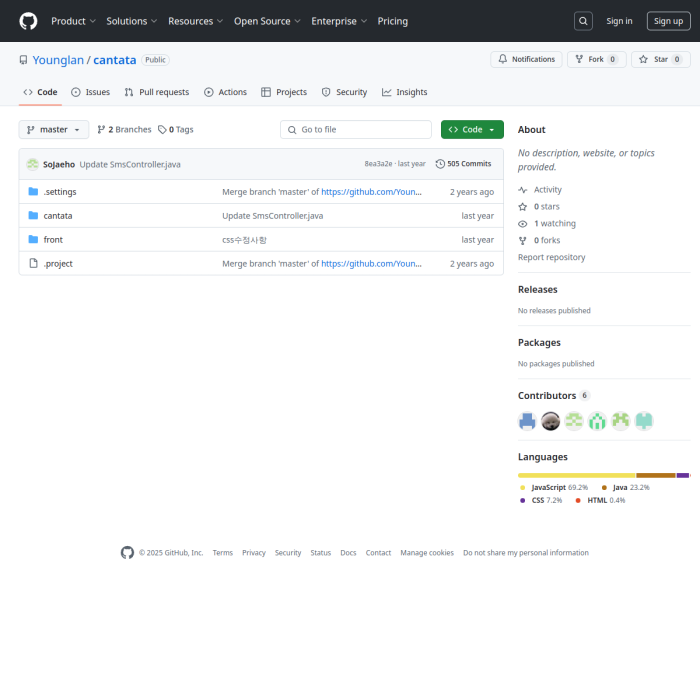 Product Solutions Resources Open Source Enterprise Pricing Sign in Sign up
Younglan / cantata Public Notifications Fork 0 Star 0
Code Issues Pull requests Actions Projects Security Insights
master 2 Branches 0 Tags Go to file Code
SoJaeho Update SmsController.java 8ea3a2e · last year 505 Commits
.settings Merge branch 'master' of https://github.com/Youn... 2 years ago
cantata Update SmsController.java last year
front css수정사항 last year
.project Merge branch 'master' of https://github.com/Youn... 2 years ago
About
No description, website, or topics
provided.
Activity
0 stars
1 watching
0 forks
Report repository
Releases
No releases published
Packages
No packages published
Contributors 6
Languages
JavaScript 69.2% Java 23.2%
CSS 7.2% HTML 0.4%
© 2025 GitHub, Inc. Terms Privacy Security Status Docs Contact Manage cookies Do not share my personal information